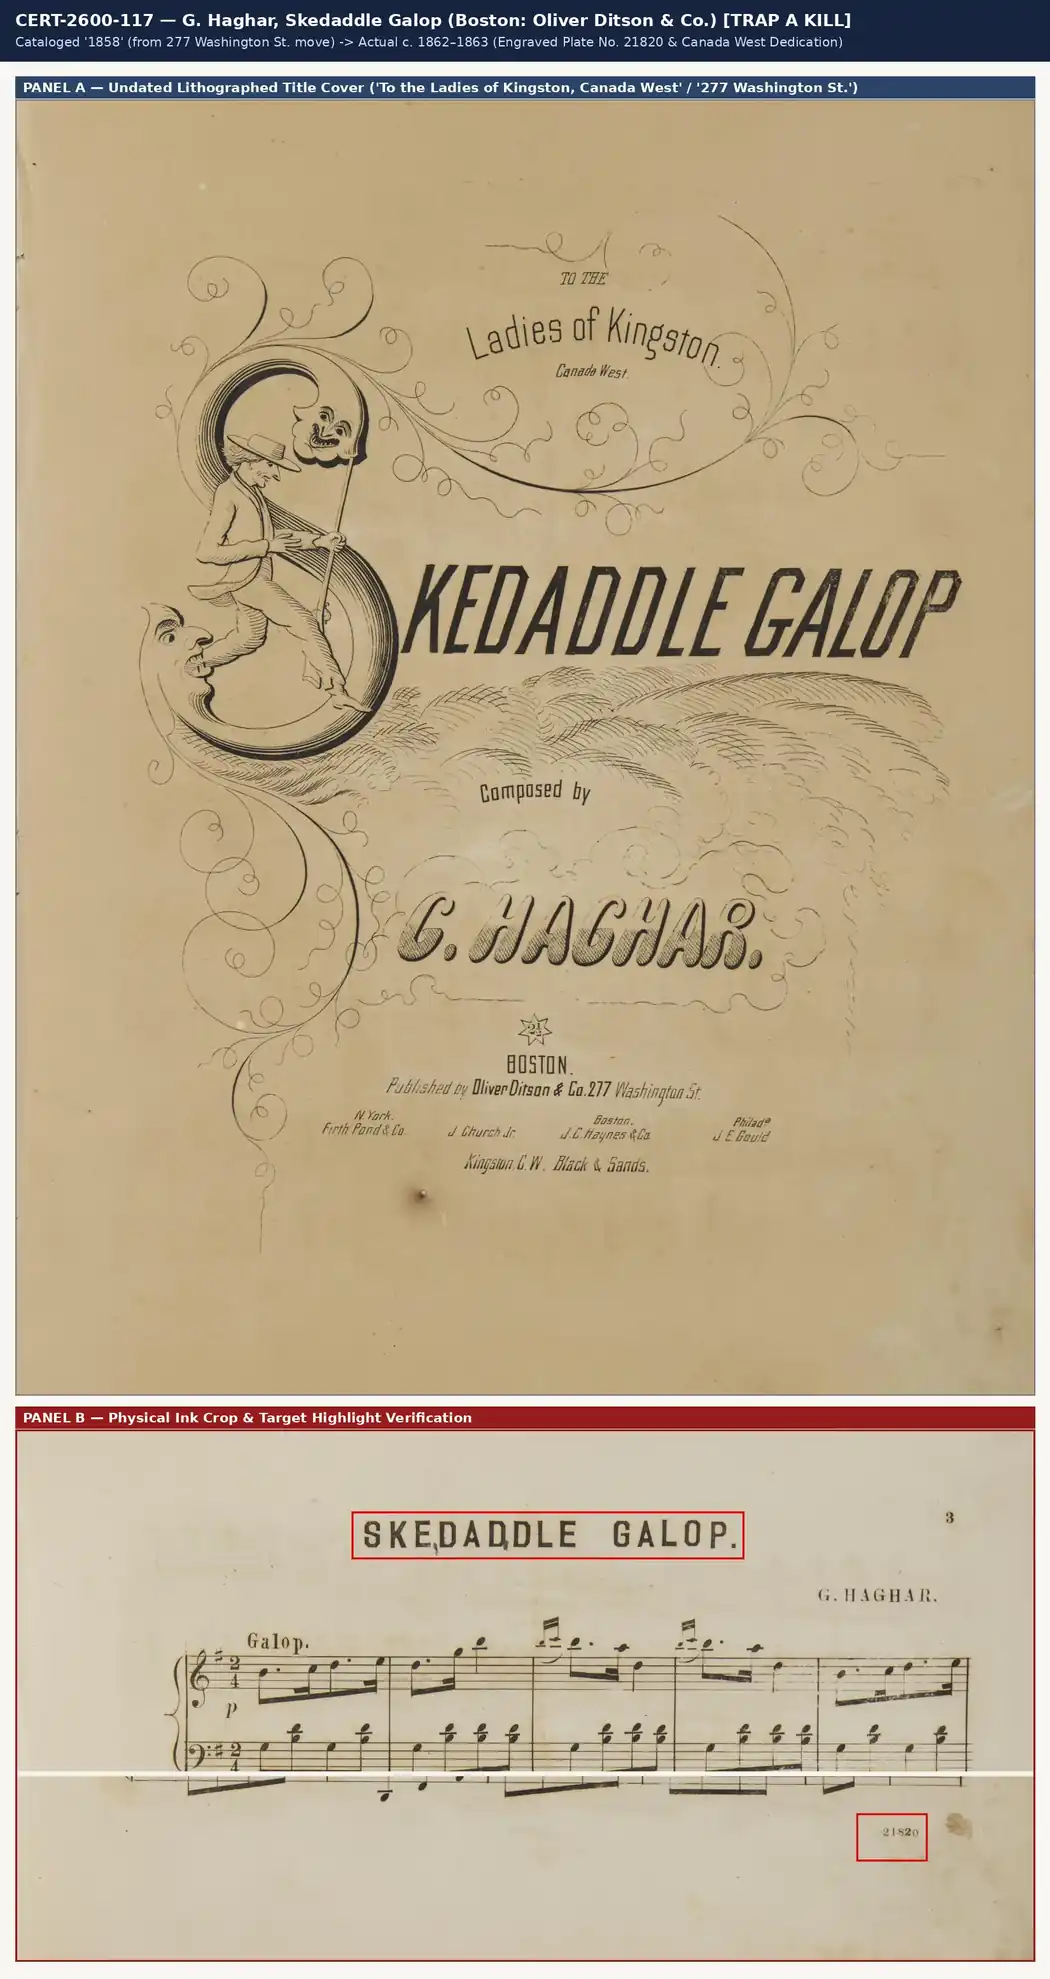 CERT-2600-117 — G. Haghar, Skedaddle Galop (Boston: Oliver Ditson & Co.) [TRAP A KILL]
Cataloged '1858' (from 277 Washington St. move) -> Actual c. 1862–1863 (Engraved Plate No. 21820 & Canada West Dedication)
PANEL A — Undated Lithographed Title Cover ('To the Ladies of Kingston, Canada West' / '277 Washington St.')
TO THE
Ladies of Kingston.
Canada West.
SKEDADDLE GALOP
Composed by
G. HAGHAR.
2½
BOSTON.
Published by Oliver Ditson & Co. 277 Washington St.
N. York. Boston. Philadª
Firth Pond & Co. J. Church Jr. J. C. Haynes & Co. J. E. Gould
Kingston, C. W. Black & Sands.
PANEL B — Physical Ink Crop & Target Highlight Verification
3
SKEDADDLE GALOP.
G. HAGHAR.
Galop.
p
21820